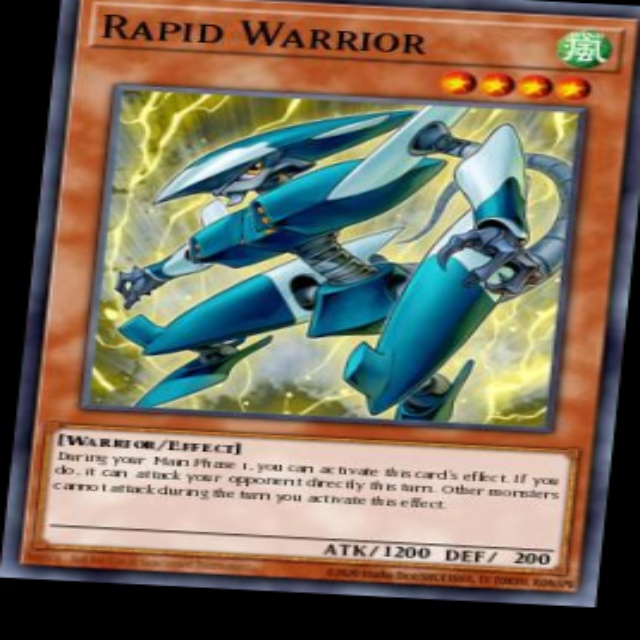 RAPID WARRIOR
風
[WARRIOR/EFFECT]
During your Main Phase 1, you can activate this card's effect. If you
do, it can attack your opponent directly this turn. Other monsters
cannot attack during the turn you activate this effect.
ATK/1200 DEF/ 200